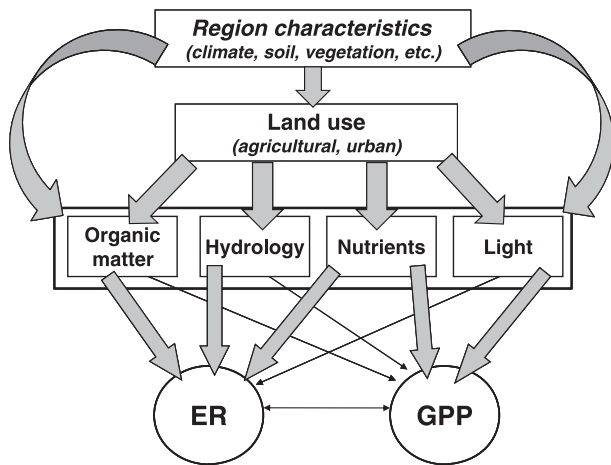 Region characteristics
(climate, soil, vegetation, etc.)
Land use
(agricultural, urban)
Organic
matter
Hydrology
Nutrients
Light
ER
GPP